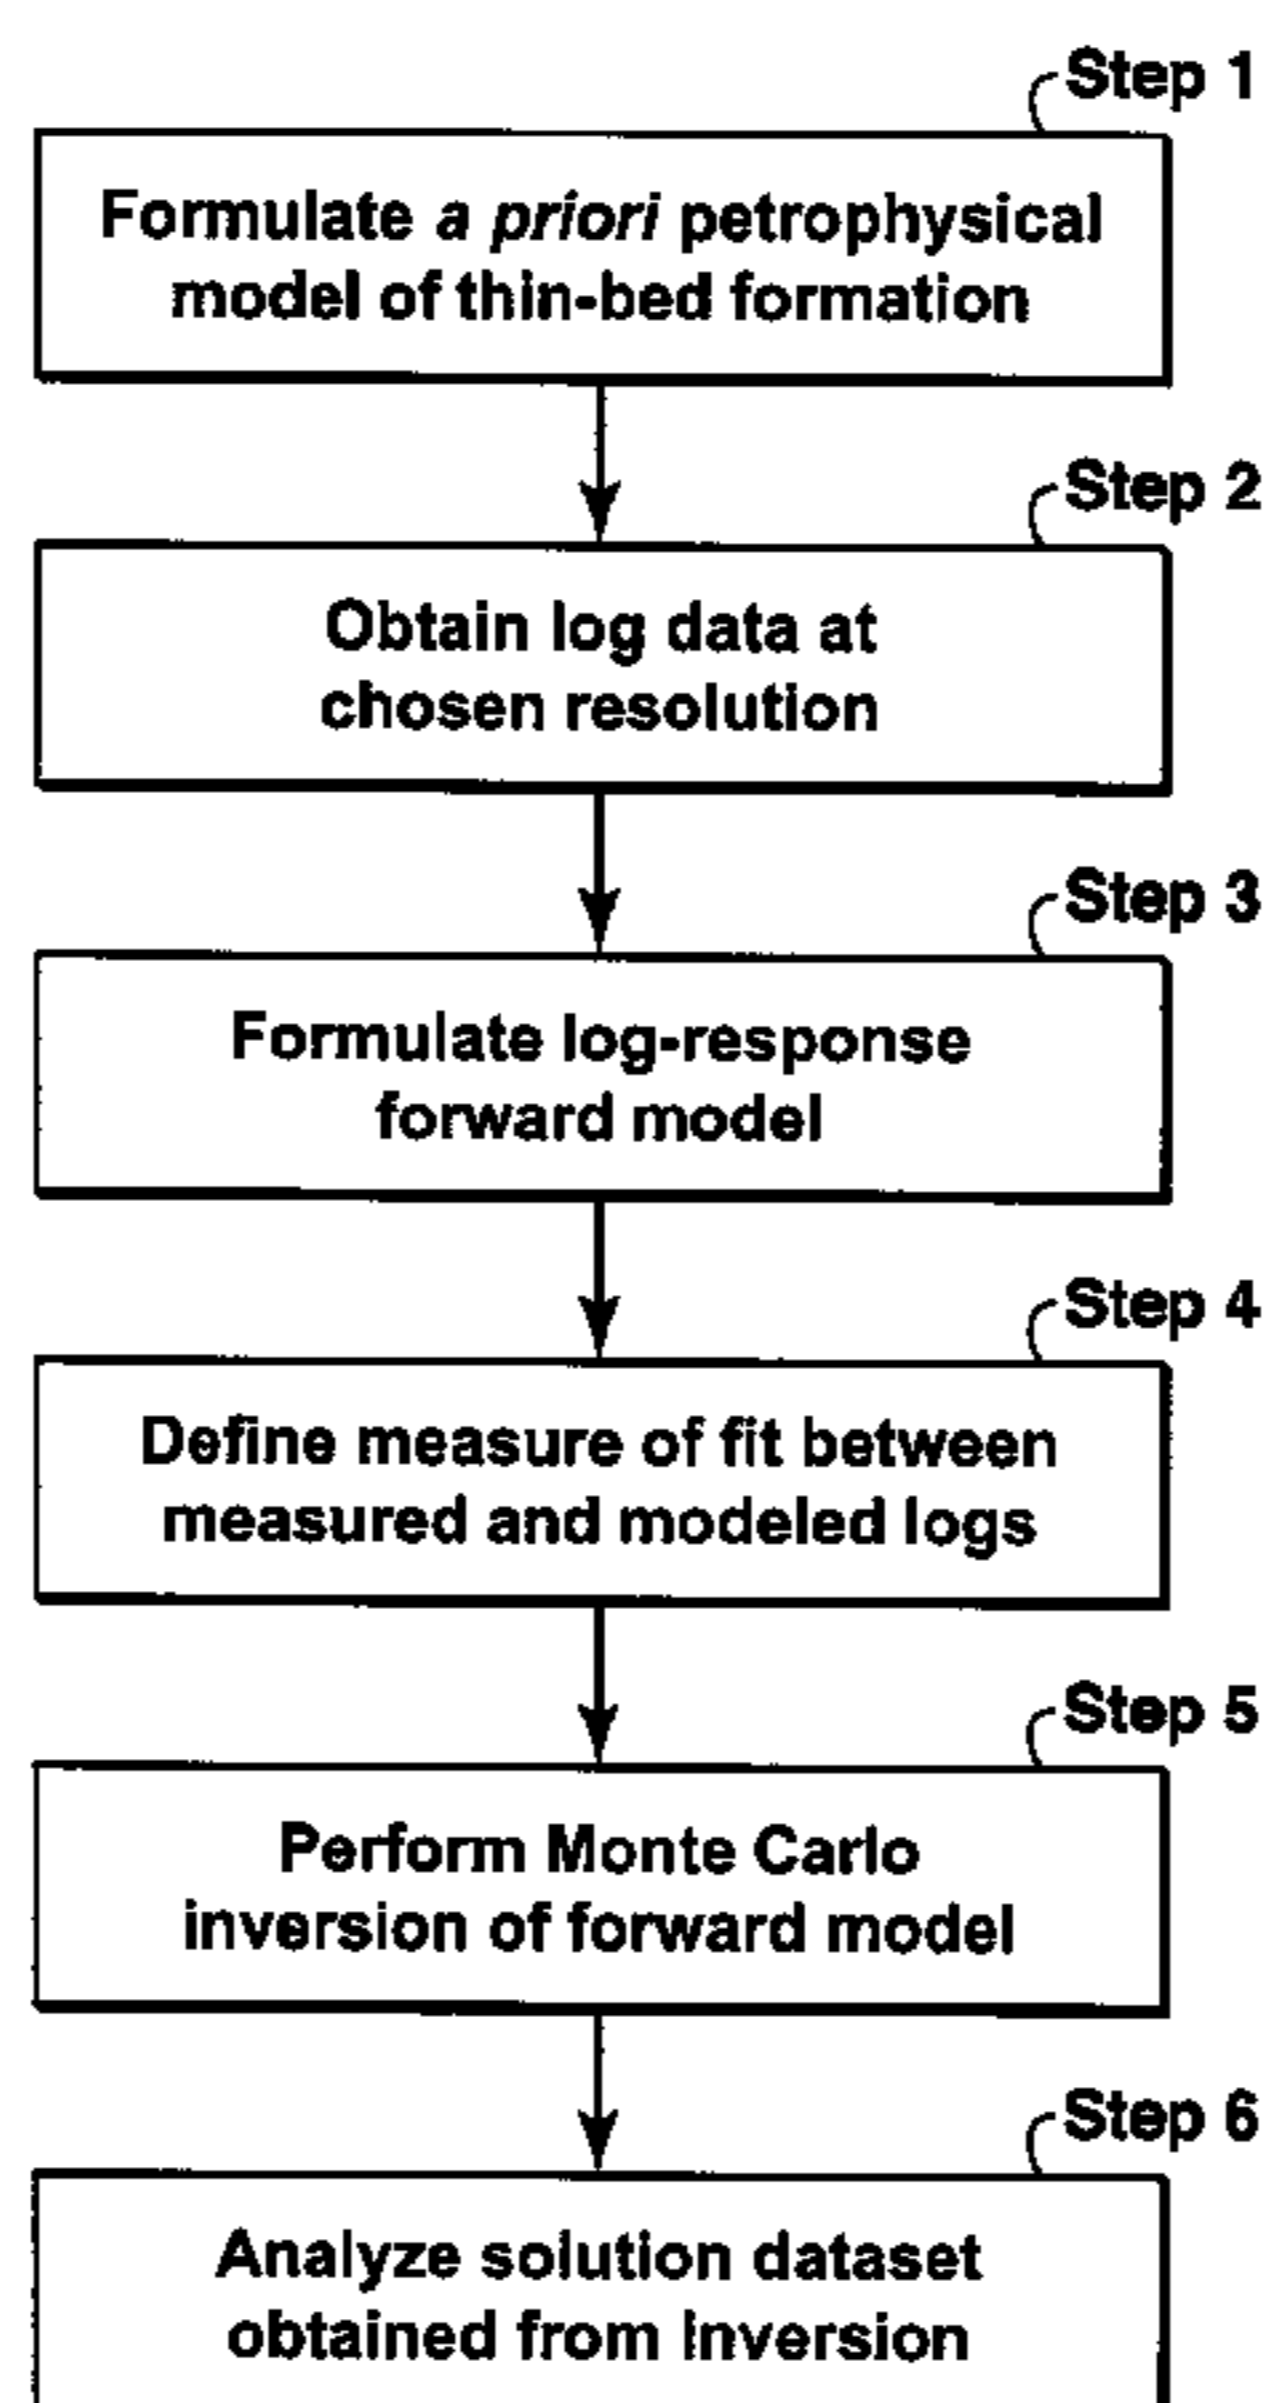 Step 1
Formulate a priori petrophysical
model of thin-bed formation
Step 2
Obtain log data at
chosen resolution
Step 3
Formulate log-response
forward model
Step 4
Define measure of fit between
measured and modeled logs
Step 5
Perform Monte Carlo
inversion of forward model
Step 6
Analyze solution dataset
obtained from Inversion